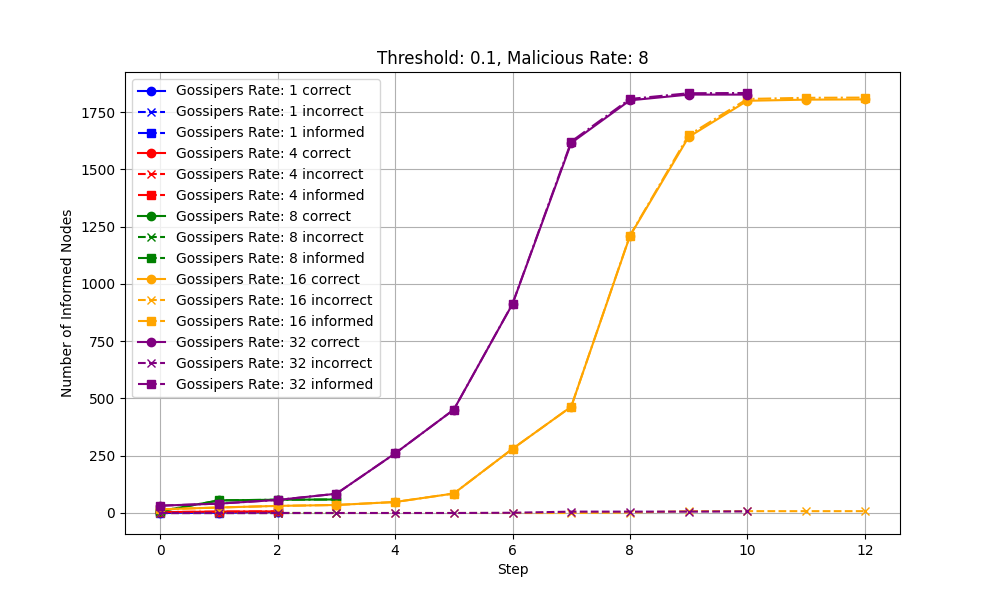 Threshold: 0.1, Malicious Rate: 8
Gossipers Rate: 1 correct
Gossipers Rate: 1 incorrect
Gossipers Rate: 1 informed
Gossipers Rate: 4 correct
Gossipers Rate: 4 incorrect
Gossipers Rate: 4 informed
Gossipers Rate: 8 correct
Gossipers Rate: 8 incorrect
Gossipers Rate: 8 informed
Gossipers Rate: 16 correct
Gossipers Rate: 16 incorrect
Gossipers Rate: 16 informed
Gossipers Rate: 32 correct
Gossipers Rate: 32 incorrect
Gossipers Rate: 32 informed
Number of Informed Nodes
1750
1500
1250
1000
750
500
250
0
0 2 4 6 8 10 12
Step